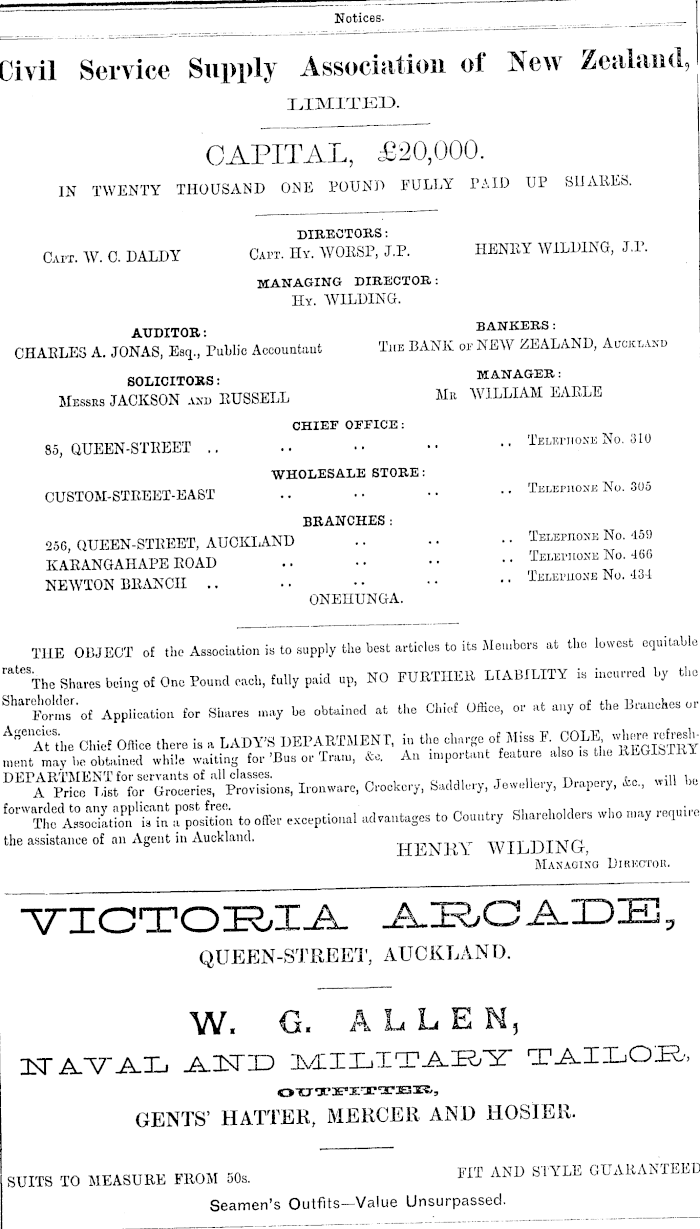 Notices.
Civil Service Supply Association of New Zealand,
LIMITED.
CAPITAL, £20,000.
IN TWENTY THOUSAND ONE POUND FULLY PAID UP SHARES.
DIRECTORS:
CAPT. W. C. DALDY CAPT. HY. WORSP, J.P. HENRY WILDING, J.P.
MANAGING DIRECTOR:
HY. WILDING.
AUDITOR: BANKERS:
CHARLES A. JONAS, Esq., Public Accountant THE BANK OF NEW ZEALAND, AUCKLAND
SOLICITORS: MANAGER:
MESSRS JACKSON AND RUSSELL MR WILLIAM EARLE
CHIEF OFFICE:
85, QUEEN-STREET .. .. .. .. .. TELEPHONE NO. 310
WHOLESALE STORE:
CUSTOM-STREET-EAST .. .. .. .. TELEPHONE NO. 305
BRANCHES:
256, QUEEN-STREET, AUCKLAND .. .. .. TELEPHONE NO. 459
KARANGAHAPE ROAD .. .. .. .. TELEPHONE NO. 466
NEWTON BRANCH .. .. .. .. .. TELEPHONE NO. 434
ONEHUNGA.
THE OBJECT of the Association is to supply the best articles to its Members at the lowest equitable
rates.
The Shares being of One Pound each, fully paid up, NO FURTHER LIABILITY is incurred by the
Shareholder.
Forms of Application for Shares may be obtained at the Chief Office, or at any of the Branches or
Agencies.
At the Chief Office there is a LADY'S DEPARTMENT, in the charge of Miss F. COLE, where refresh-
ment may be obtained while waiting for 'Bus or Tram, &c. An important feature also is the REGISTRY
DEPARTMENT for servants of all classes.
A Price List for Groceries, Provisions, Ironware, Crockery, Saddlery, Jewellery, Drapery, &c., will be
forwarded to any applicant post free.
The Association is in a position to offer exceptional advantages to Country Shareholders who may require
the assistance of an Agent in Auckland.
HENRY WILDING,
MANAGING DIRECTOR.
VICTORIA ARCADE,
QUEEN-STREET, AUCKLAND.
W. G. ALLEN,
NAVAL AND MILITARY TAILOR,
OUTFITTER,
GENTS' HATTER, MERCER AND HOSIER.
SUITS TO MEASURE FROM 50s. FIT AND STYLE GUARANTEED
Seamen's Outfits—Value Unsurpassed.